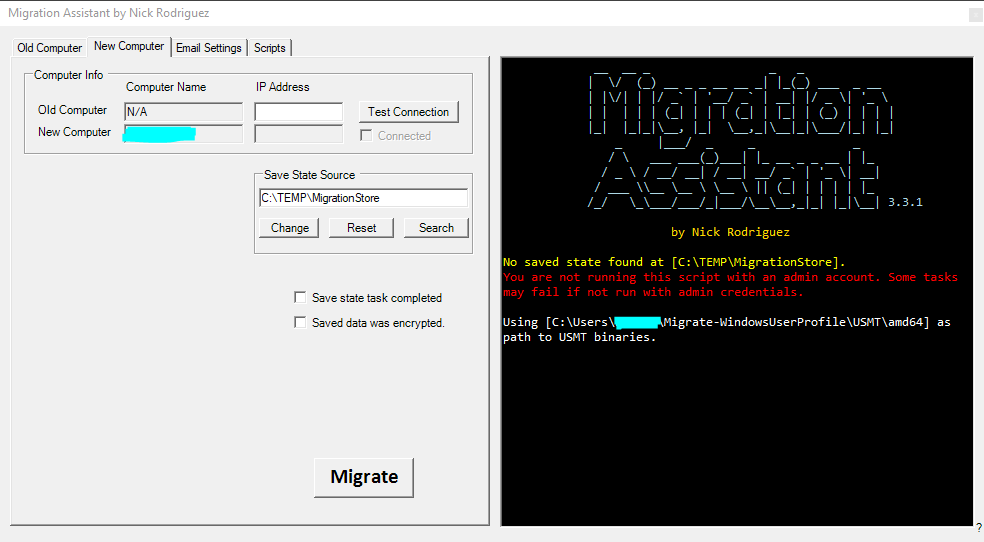 Migration Assistant by Nick Rodriguez
x
Old Computer New Computer Email Settings Scripts
Computer Info
Computer Name IP Address
Old Computer N/A Test Connection
New Computer Connected
Save State Source
C:\TEMP\MigrationStore
Change Reset Search
Save state task completed
Saved data was encrypted.
Migrate
Migration
Assistant 3.3.1
by Nick Rodriguez
No saved state found at [C:\TEMP\MigrationStore].
You are not running this script with an admin account. Some tasks
may fail if not run with admin credentials.
Using [C:\Users\ \Migrate-WindowsUserProfile\USMT\amd64] as
path to USMT binaries.
?